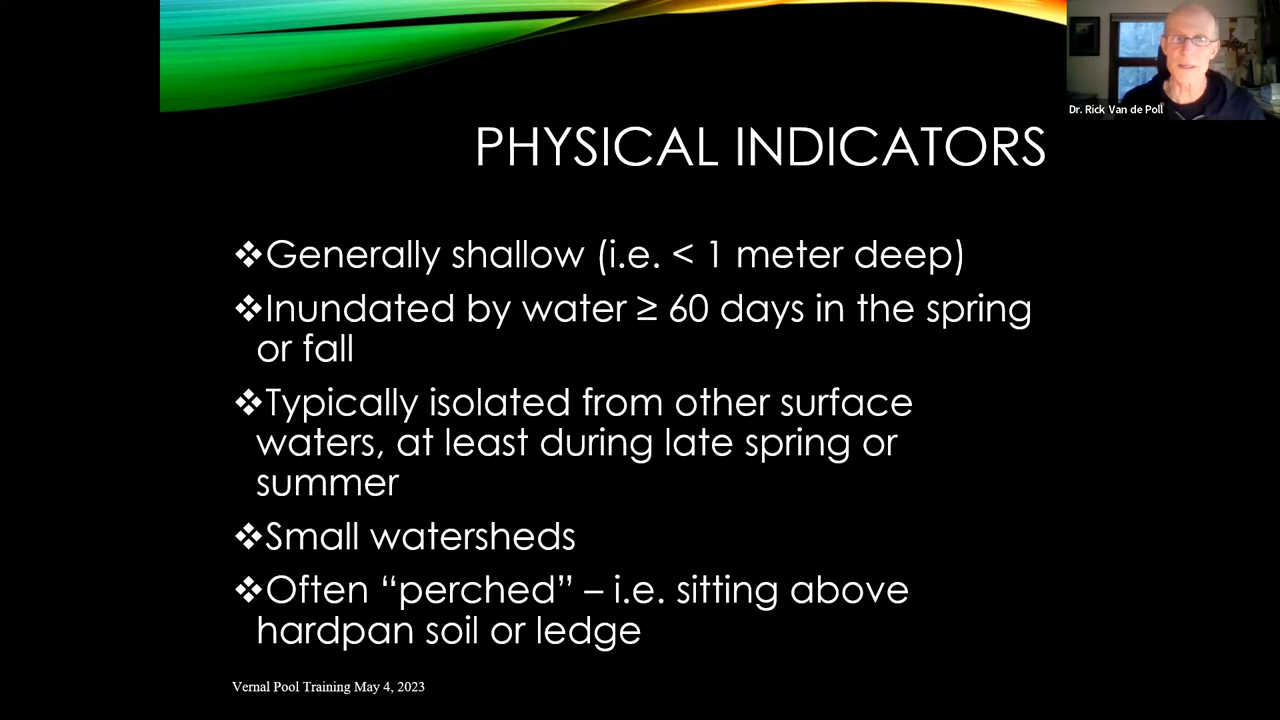 Dr. Rick Van de Poll
PHYSICAL INDICATORS
❖Generally shallow (i.e. < 1 meter deep)
❖Inundated by water ≥ 60 days in the spring
or fall
❖Typically isolated from other surface
waters, at least during late spring or
summer
❖Small watersheds
❖Often “perched” – i.e. sitting above
hardpan soil or ledge
Vernal Pool Training May 4, 2023